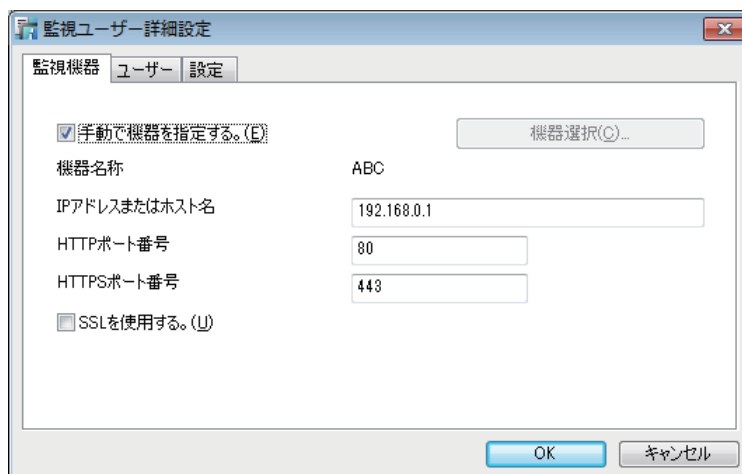 監視ユーザー詳細設定
監視機器 ユーザー 設定
手動で機器を指定する。(E) 機器選択(C)...
機器名称 ABC
IPアドレスまたはホスト名 192.168.0.1
HTTPポート番号 80
HTTPSポート番号 443
SSLを使用する。(U)
OK キャンセル